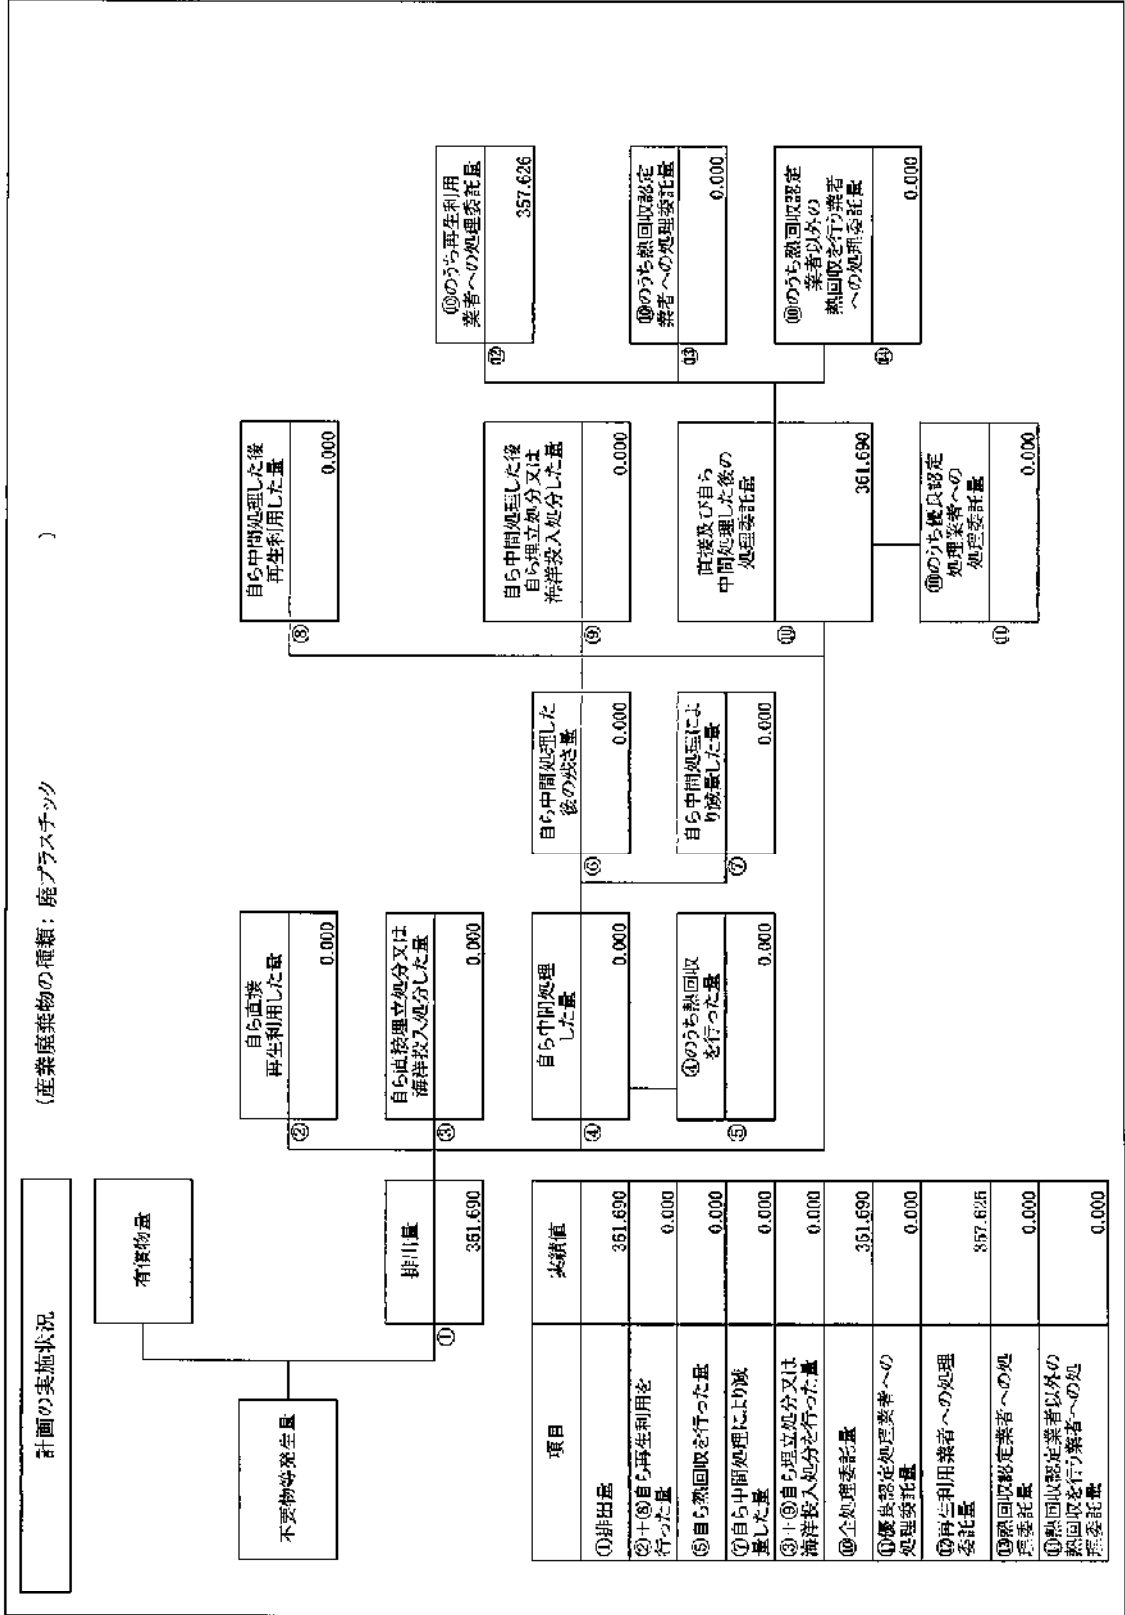 計画の実施状況
(産業廃棄物の種類：廃プラスチック
)
不要物等発生量
有償物量
①
排出量
361.690
②
自ら直接
再生利用した量
0.000
③
自ら直接埋立処分又は
海洋投入処分した量
0.000
④
自ら中間処理
した量
0.000
⑤
④のうち熱回収
を行った量
0.000
⑥
自ら中間処理した
後の残さ量
0.000
⑦
自ら中間処理によ
り減量した量
0.000
⑧
自ら中間処理した後
再生利用した量
0.000
⑨
自ら中間処理した後
自ら埋立処分又は
海洋投入処分した量
0.000
⑩
直接及び自ら
中間処理した後の
処理委託量
361.690
⑪
⑩のうち優良認定
処理業者への
処理委託量
0.000
⑫
⑩のうち再生利用
業者への処理委託量
357.626
⑬
⑩のうち熱回収認定
業者への処理委託量
0.000
⑭
⑩のうち熱回収認定
業者以外の
熱回収を行う業者
への処理委託量
0.000
項目
実績値
①排出量
361.690
②＋⑧自ら再生利用を
行った量
0.000
⑤自ら熱回収を行った量
0.000
⑦自ら中間処理により減
量した量
0.000
③＋⑨自ら埋立処分又は
海洋投入処分を行った量
0.000
⑩全処理委託量
361.690
⑪優良認定処理業者への
処理委託量
0.000
⑫再生利用業者への処理
委託量
357.626
⑬熱回収認定業者への処
理委託量
0.000
⑭熱回収認定業者以外の
熱回収を行う業者への処
理委託量
0.000